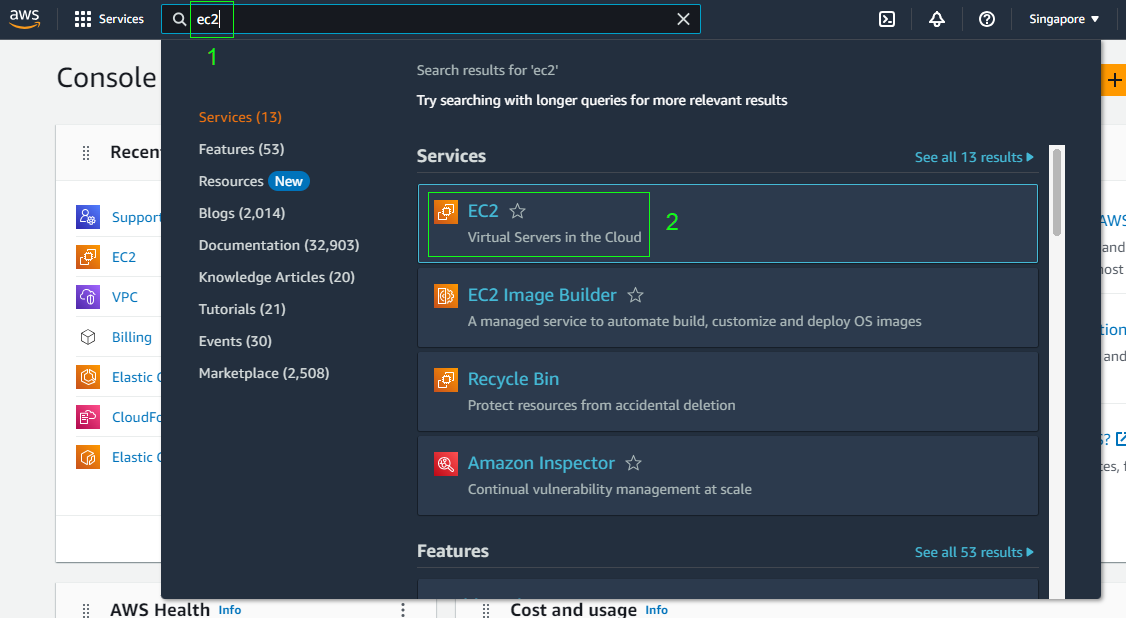 aws
Services
ec2
Singapore
1
Console
Search results for 'ec2'
Try searching with longer queries for more relevant results
Services (13)
Features (53)
Resources New
Blogs (2,014)
Documentation (32,903)
Knowledge Articles (20)
Tutorials (21)
Events (30)
Marketplace (2,508)
Services
See all 13 results
EC2
Virtual Servers in the Cloud
2
EC2 Image Builder
A managed service to automate build, customize and deploy OS images
Recycle Bin
Protect resources from accidental deletion
Amazon Inspector
Continual vulnerability management at scale
Features
See all 53 results
Support
EC2
VPC
Billing
Elastic
Elastic
AWS
and
and
AWS Health Info
Cost and usage Info